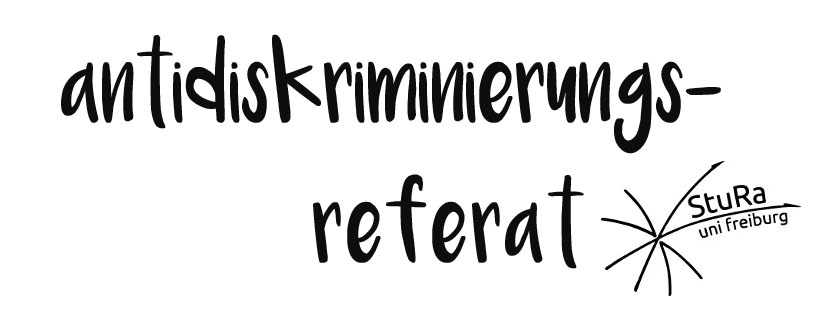 antidiskriminierungs-
referat
StuRa
uni freiburg